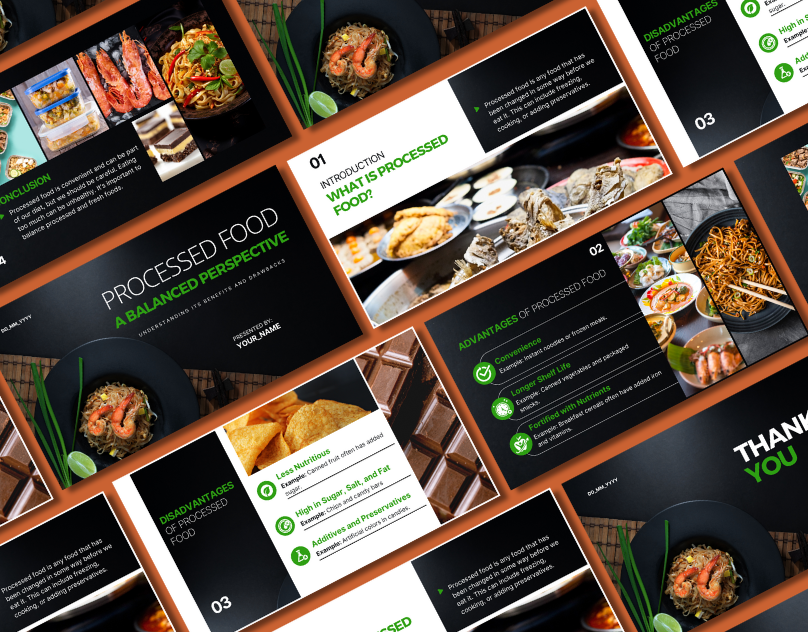 DISADVANTAGES
OF PROCESSED
FOOD
03
Processed food is any food that has
been changed in some way before we
eat it. This can include freezing,
cooking, or adding preservatives.
01
INTRODUCTION
WHAT IS PROCESSED
FOOD?
Processed food is convenient and can be part
of our diet, but we should be careful. Eating
too much can be unhealthy. It's important to
balance processed and fresh foods.
PROCESSED FOOD
A BALANCED PERSPECTIVE
UNDERSTANDING ITS BENEFITS AND DRAWBACKS
DD_MM_YYYY
PRESENTED BY:
YOUR_NAME
02
ADVANTAGES OF PROCESSED FOOD
Convenience
Example: Instant noodles or frozen meals.
Longer Shelf Life
Example: Canned vegetables and packaged
snacks.
Fortified with Nutrients
Example: Breakfast cereals often have added iron
and vitamins.
DISADVANTAGES
OF PROCESSED
FOOD
03
Less Nutritious
Example: Canned fruit often has added
sugar.
High in Sugar, Salt, and Fat
Example: Chips and candy bars
Additives and Preservatives
Example: Artificial colors in candies.
DD_MM_YYYY
THANK
YOU
Processed food is any food that has
been changed in some way before we
eat it. This can include freezing,
cooking, or adding preservatives.
Processed food is any food that has
been changed in some way before we
eat it. This can include freezing,
cooking, or adding preservatives.